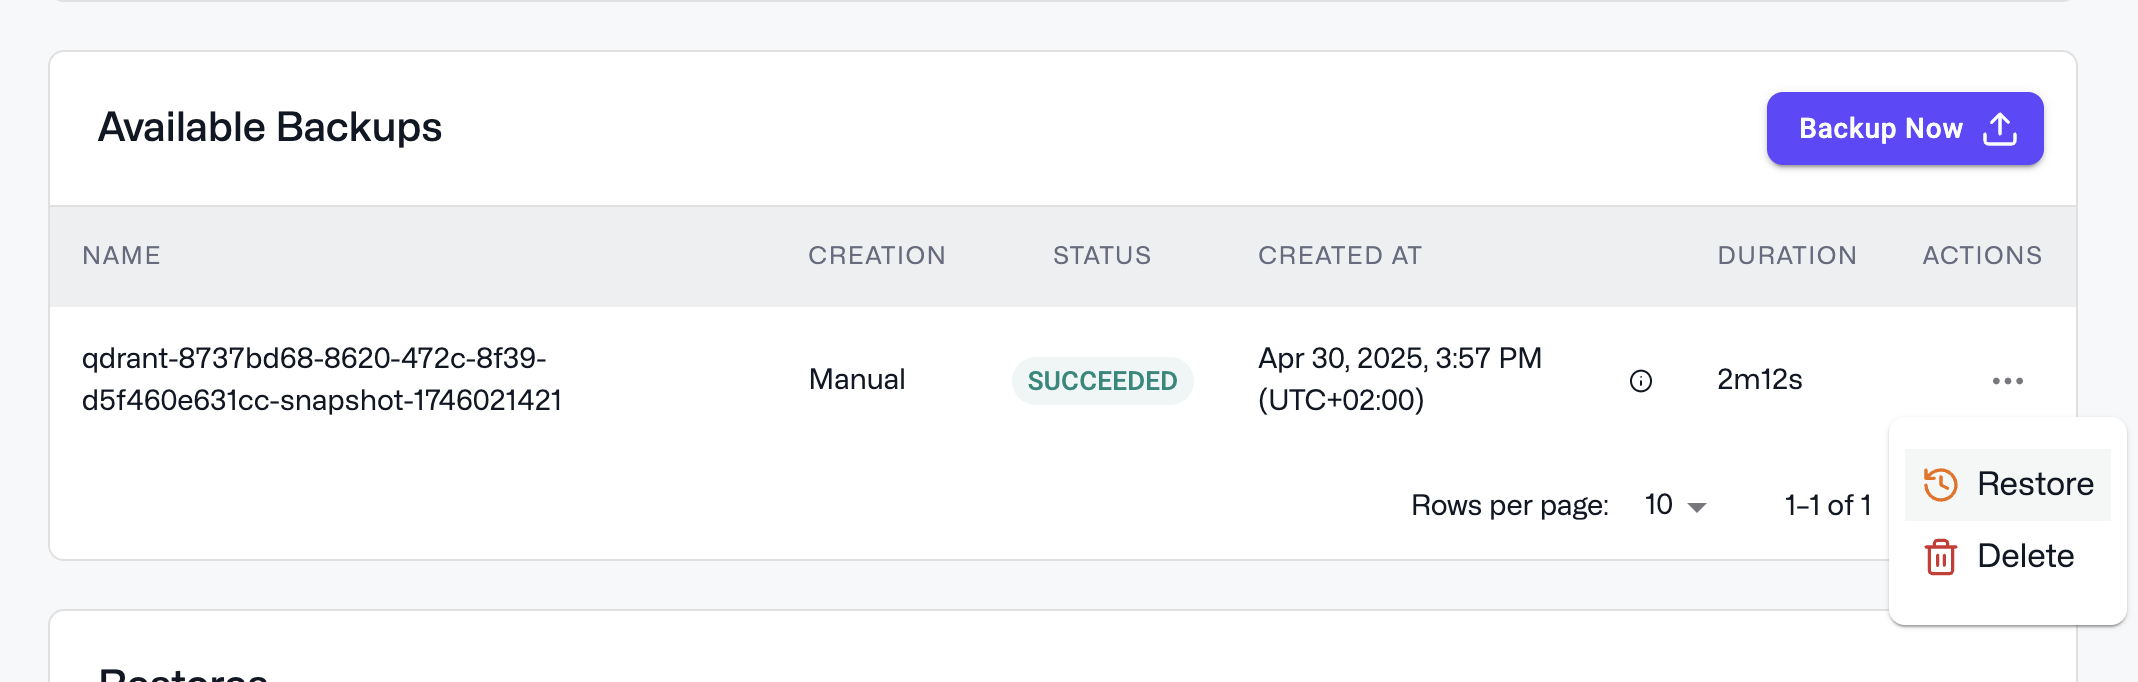 Available Backups
Backup Now
NAME CREATION STATUS CREATED AT DURATION ACTIONS
qdrant-8737bd68-8620-472c-8f39-
d5f460e631cc-snapshot-1746021421
Manual
SUCCEEDED
Apr 30, 2025, 3:57 PM
(UTC+02:00)
2m12s
Restore
Delete
Rows per page: 10 1–1 of 1
Restores